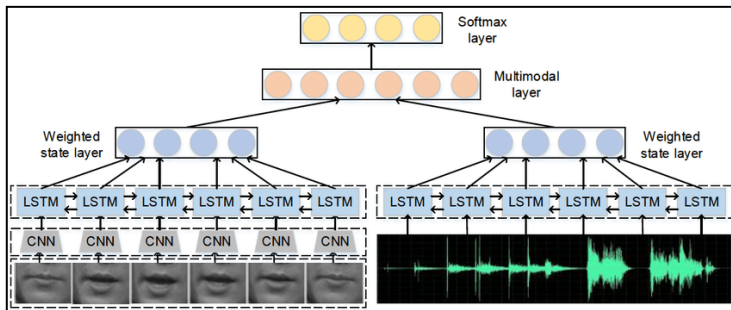 Softmax
layer
Multimodal
layer
Weighted
state layer
Weighted
state layer
LSTM LSTM LSTM LSTM LSTM LSTM
LSTM LSTM LSTM LSTM LSTM LSTM
CNN CNN CNN CNN CNN CNN